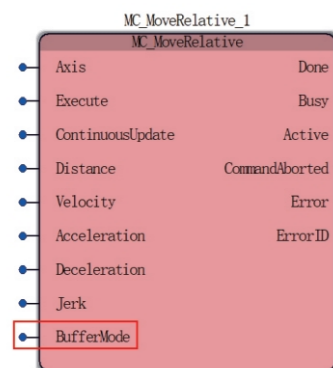 MC_MoveRelative_1
MC_MoveRelative
Axis Done
Execute Busy
ContinuousUpdate Active
Distance CommandAborted
Velocity Error
Acceleration ErrorID
Deceleration
Jerk
BufferMode